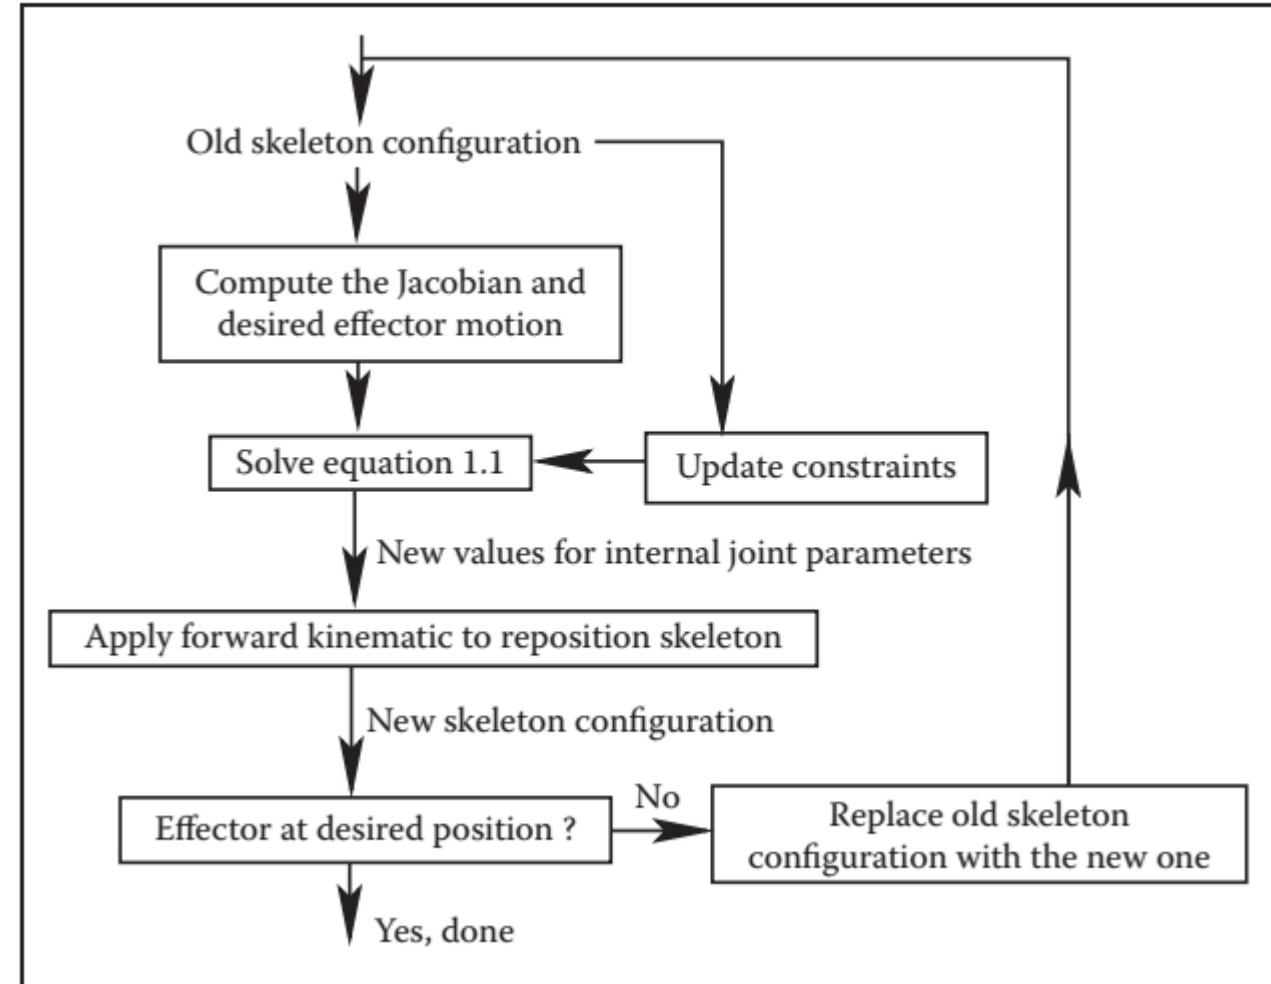 Old skeleton configuration
Compute the Jacobian and
desired effector motion
Solve equation 1.1
Update constraints
New values for internal joint parameters
Apply forward kinematic to reposition skeleton
New skeleton configuration
Effector at desired position ?
No
Replace old skeleton
configuration with the new one
Yes, done